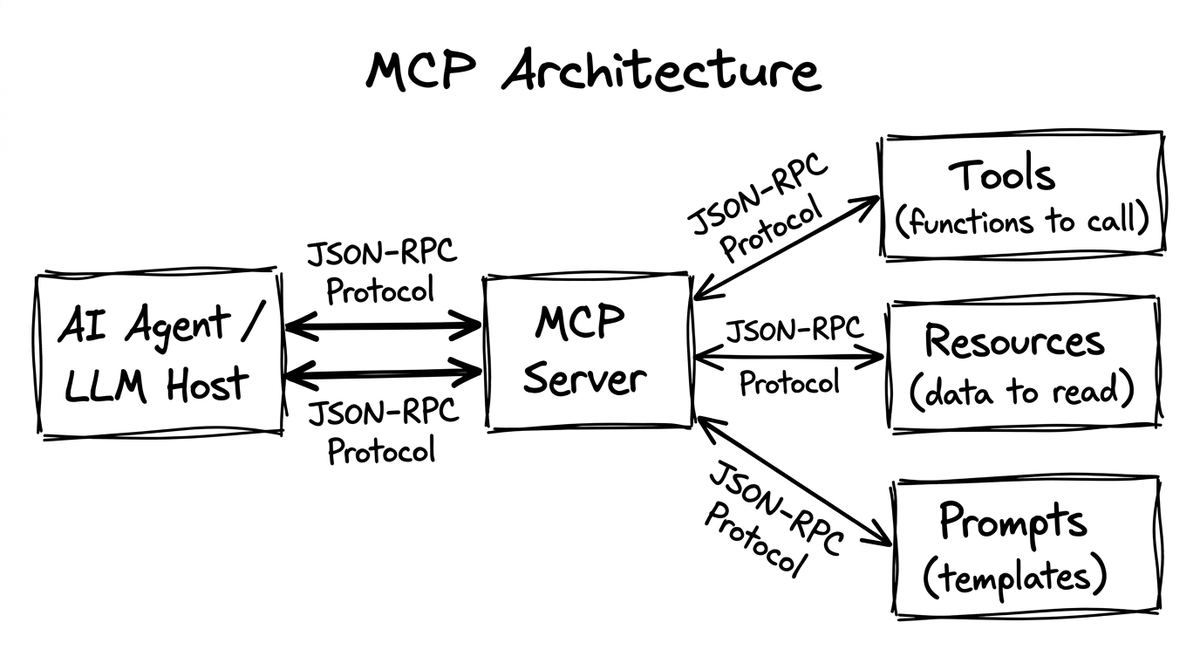 MCP Architecture
AI Agent /
LLM Host
JSON-RPC
Protocol
JSON-RPC
Protocol
MCP
Server
JSON-RPC
Protocol
JSON-RPC
Protocol
JSON-RPC
Protocol
Tools
(functions to call)
Resources
(data to read)
Prompts
(templates)